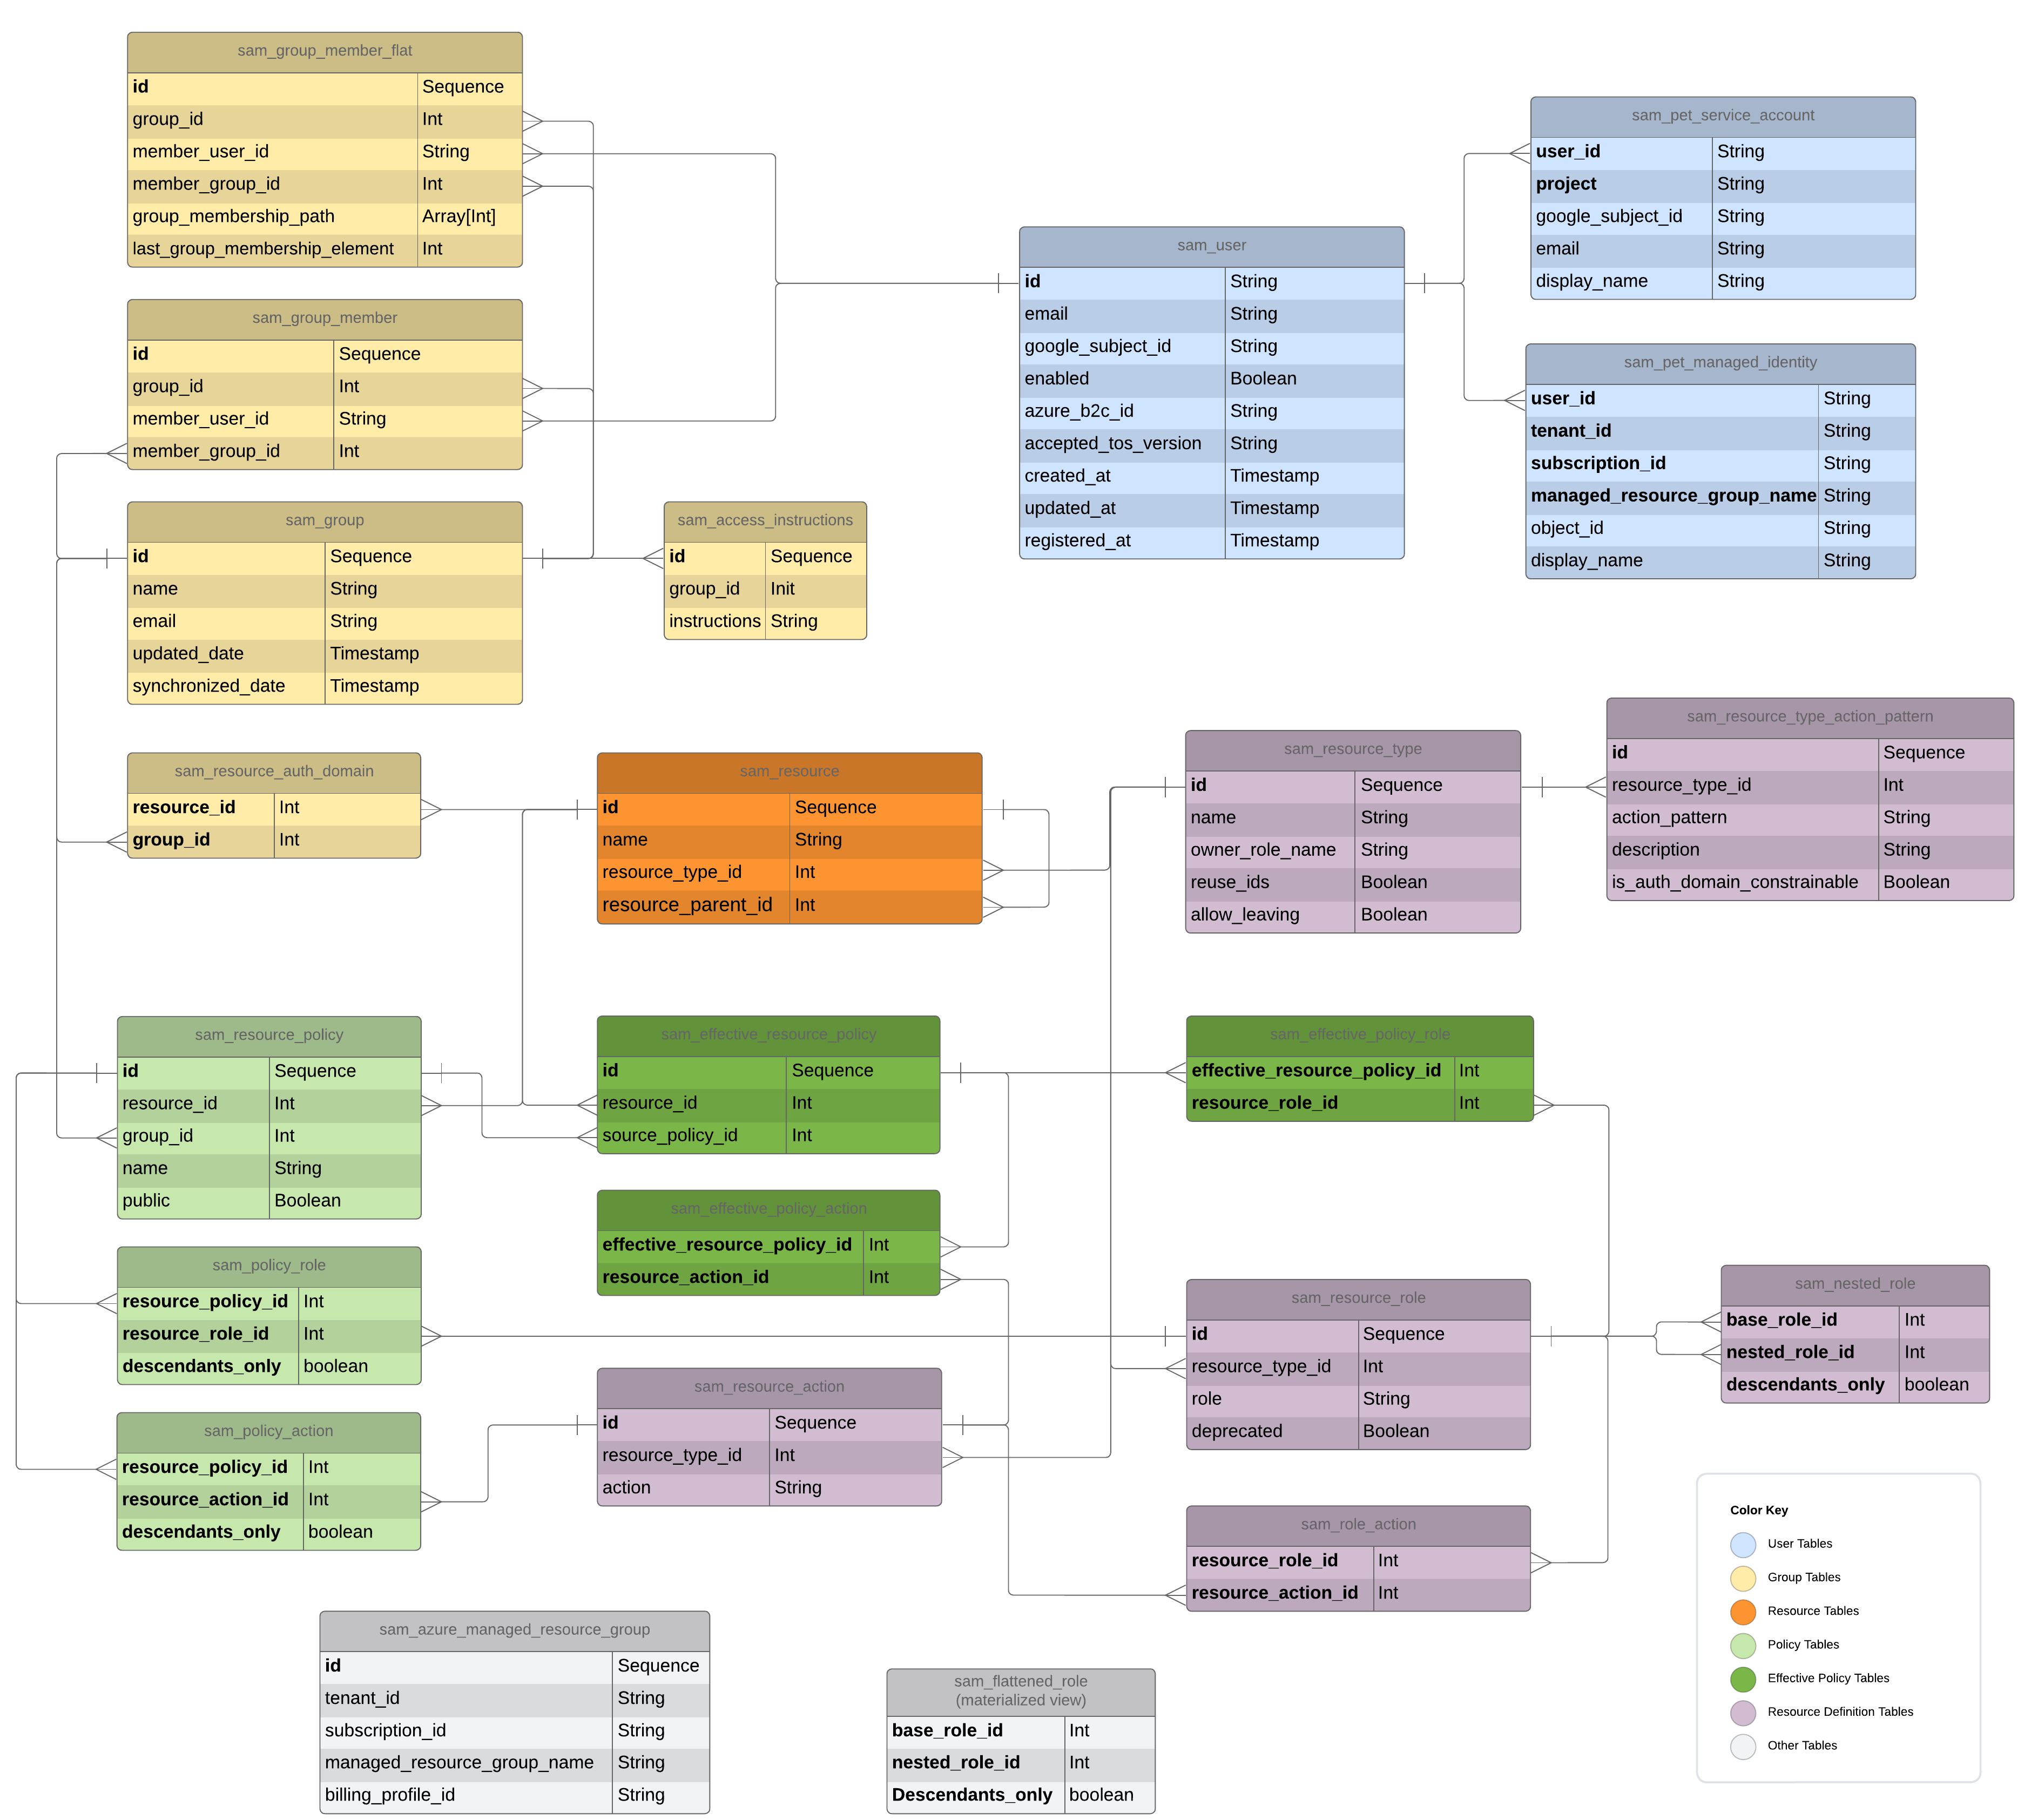 sam_group_member_flat
id Sequence
group_id Int
member_user_id String
member_group_id Int
group_membership_path Array[Int]
last_group_membership_element Int
sam_pet_service_account
user_id String
project String
google_subject_id String
email String
display_name String
sam_user
id String
email String
google_subject_id String
enabled Boolean
azure_b2c_id String
accepted_tos_version String
created_at Timestamp
updated_at Timestamp
registered_at Timestamp
sam_group_member
id Sequence
group_id Int
member_user_id String
member_group_id Int
sam_pet_managed_identity
user_id String
tenant_id String
subscription_id String
managed_resource_group_name String
object_id String
display_name String
sam_group
id Sequence
name String
email String
updated_date Timestamp
synchronized_date Timestamp
sam_access_instructions
id Sequence
group_id Init
instructions String
sam_resource_auth_domain
resource_id Int
group_id Int
sam_resource
id Sequence
name String
resource_type_id Int
resource_parent_id Int
sam_resource_type
id Sequence
name String
owner_role_name String
reuse_ids Boolean
allow_leaving Boolean
sam_resource_type_action_pattern
id Sequence
resource_type_id Int
action_pattern String
description String
is_auth_domain_constrainable Boolean
sam_resource_policy
id Sequence
resource_id Int
group_id Int
name String
public Boolean
sam_effective_resource_policy
id Sequence
resource_id Int
source_policy_id Int
sam_effective_policy_role
effective_resource_policy_id Int
resource_role_id Int
sam_effective_policy_action
effective_resource_policy_id Int
resource_action_id Int
sam_policy_role
resource_policy_id Int
resource_role_id Int
descendants_only boolean
sam_resource_role
id Sequence
resource_type_id Int
role String
deprecated Boolean
sam_nested_role
base_role_id Int
nested_role_id Int
descendants_only boolean
sam_policy_action
resource_policy_id Int
resource_action_id Int
descendants_only boolean
sam_resource_action
id Sequence
resource_type_id Int
action String
sam_role_action
resource_role_id Int
resource_action_id Int
sam_azure_managed_resource_group
id Sequence
tenant_id String
subscription_id String
managed_resource_group_name String
billing_profile_id String
sam_flattened_role
(materialized view)
base_role_id Int
nested_role_id Int
Descendants_only boolean
Color Key
User Tables
Group Tables
Resource Tables
Policy Tables
Effective Policy Tables
Resource Definition Tables
Other Tables